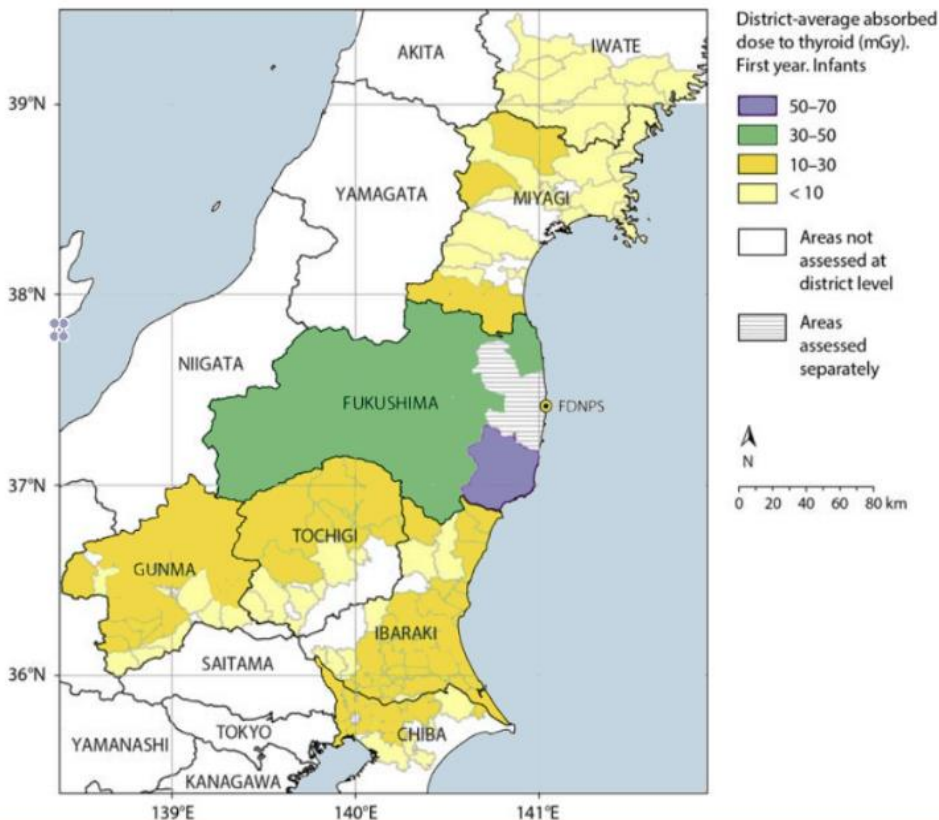 AKITA
IWATE
39°N
YAMAGATA
MIYAGI
38°N
NIIGATA
FUKUSHIMA
FDNPS
37°N
TOCHIGI
GUNMA
IBARAKI
SAITAMA
36°N
CHIBA
TOKYO
YAMANASHI
KANAGAWA
139°E
140°E
141°E
District-average absorbed
dose to thyroid (mGy).
First year. Infants
50–70
30–50
10–30
< 10
Areas not
assessed at
district level
Areas
assessed
separately
N
0 20 40 60 80 km